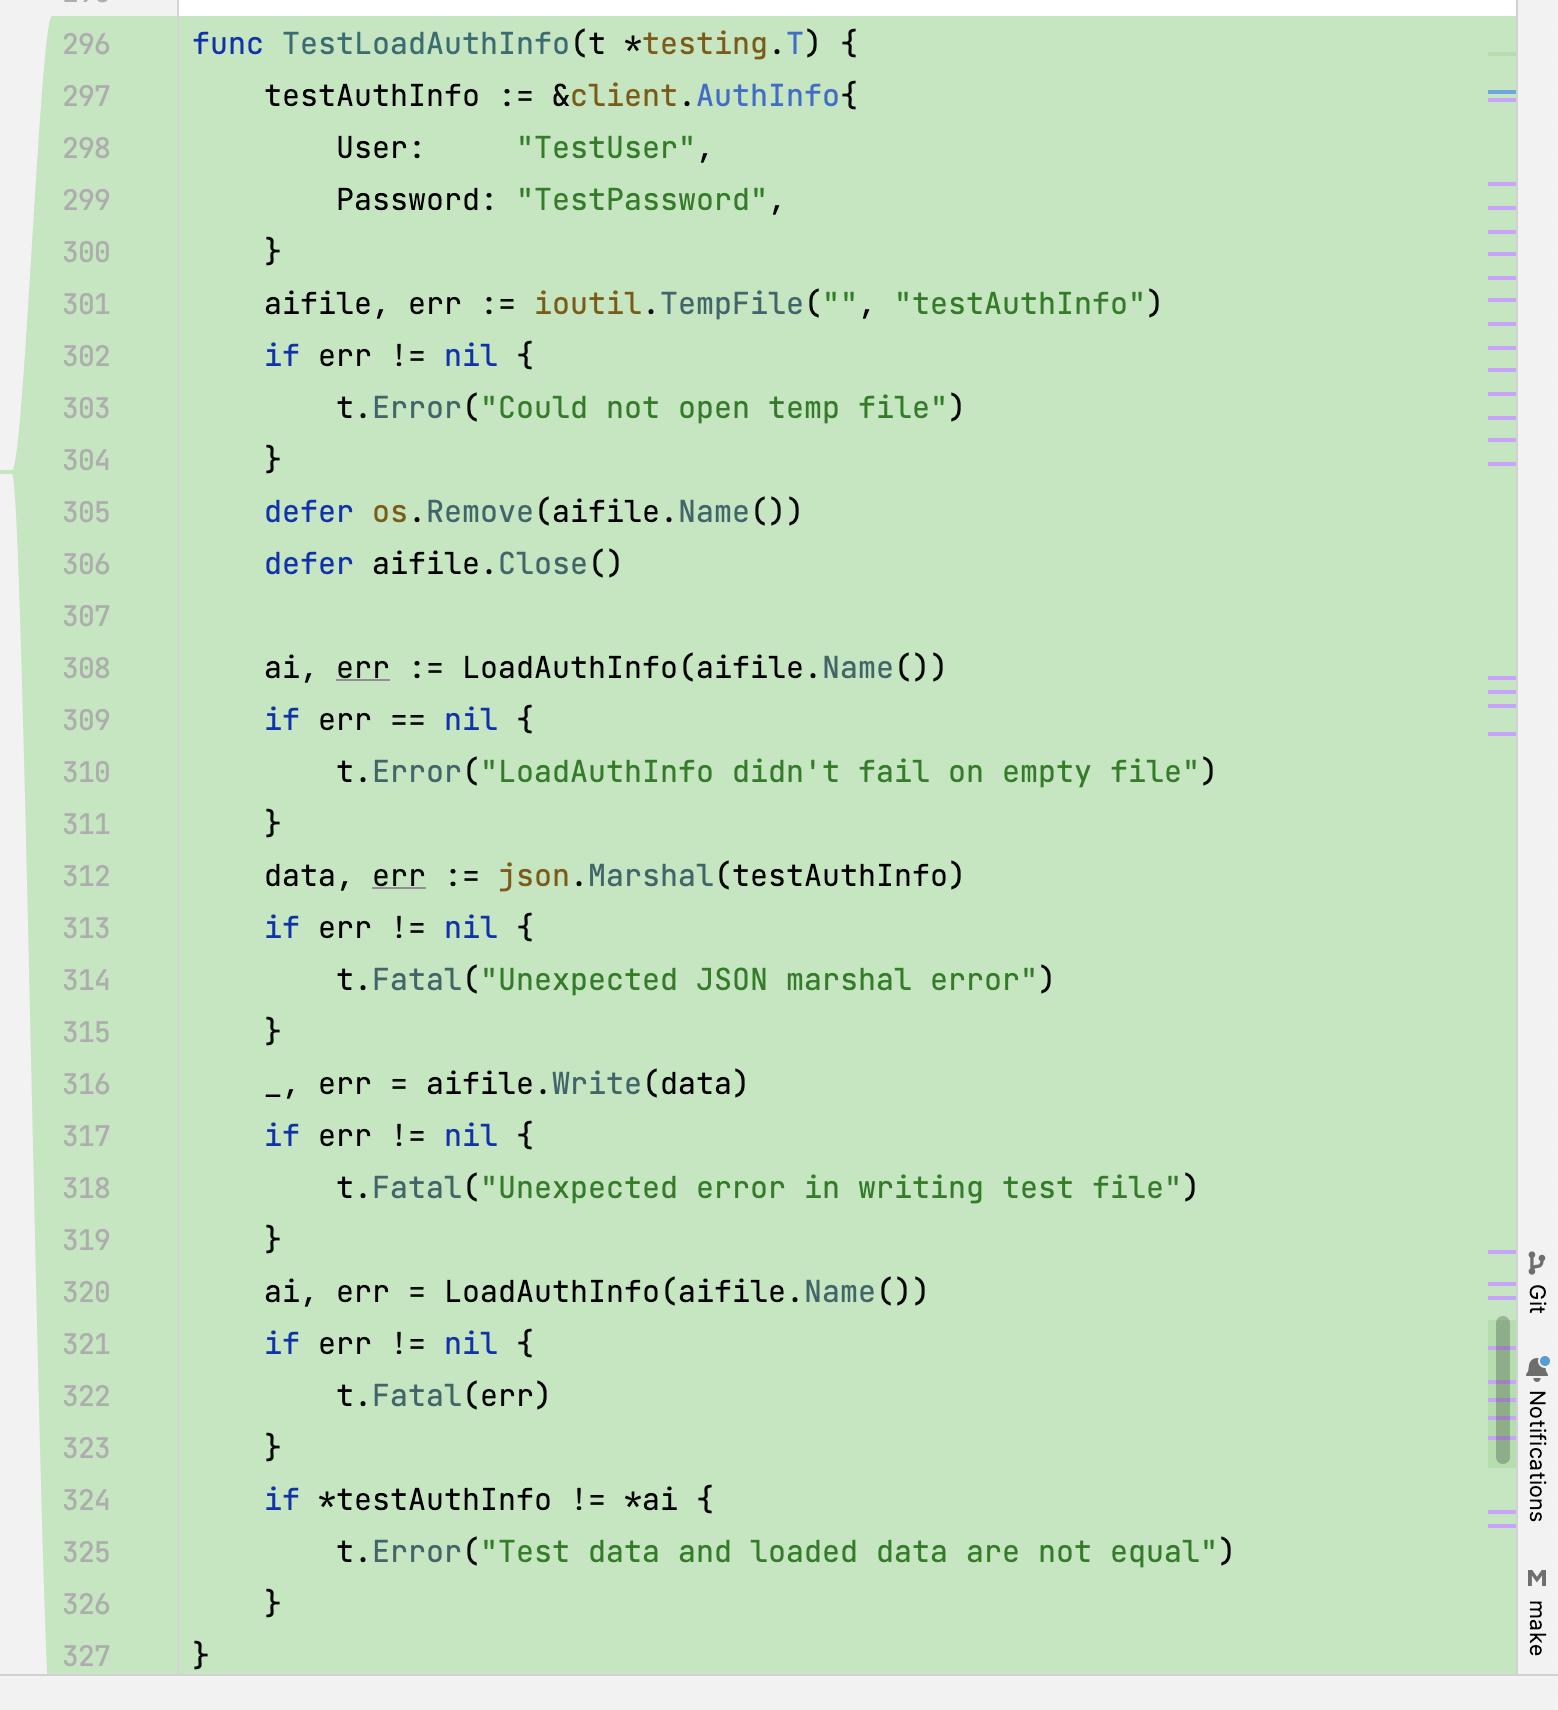 296 func TestLoadAuthInfo(t *testing.T) {
297     testAuthInfo := &client.AuthInfo{
298         User:     "TestUser",
299         Password: "TestPassword",
300     }
301     aifile, err := ioutil.TempFile("", "testAuthInfo")
302     if err != nil {
303         t.Error("Could not open temp file")
304     }
305     defer os.Remove(aifile.Name())
306     defer aifile.Close()
307
308     ai, err := LoadAuthInfo(aifile.Name())
309     if err == nil {
310         t.Error("LoadAuthInfo didn't fail on empty file")
311     }
312     data, err := json.Marshal(testAuthInfo)
313     if err != nil {
314         t.Fatal("Unexpected JSON marshal error")
315     }
316     _, err = aifile.Write(data)
317     if err != nil {
318         t.Fatal("Unexpected error in writing test file")
319     }
320     ai, err = LoadAuthInfo(aifile.Name())
321     if err != nil {
322         t.Fatal(err)
323     }
324     if *testAuthInfo != *ai {
325         t.Error("Test data and loaded data are not equal")
326     }
327 }
Git
Notifications
M make